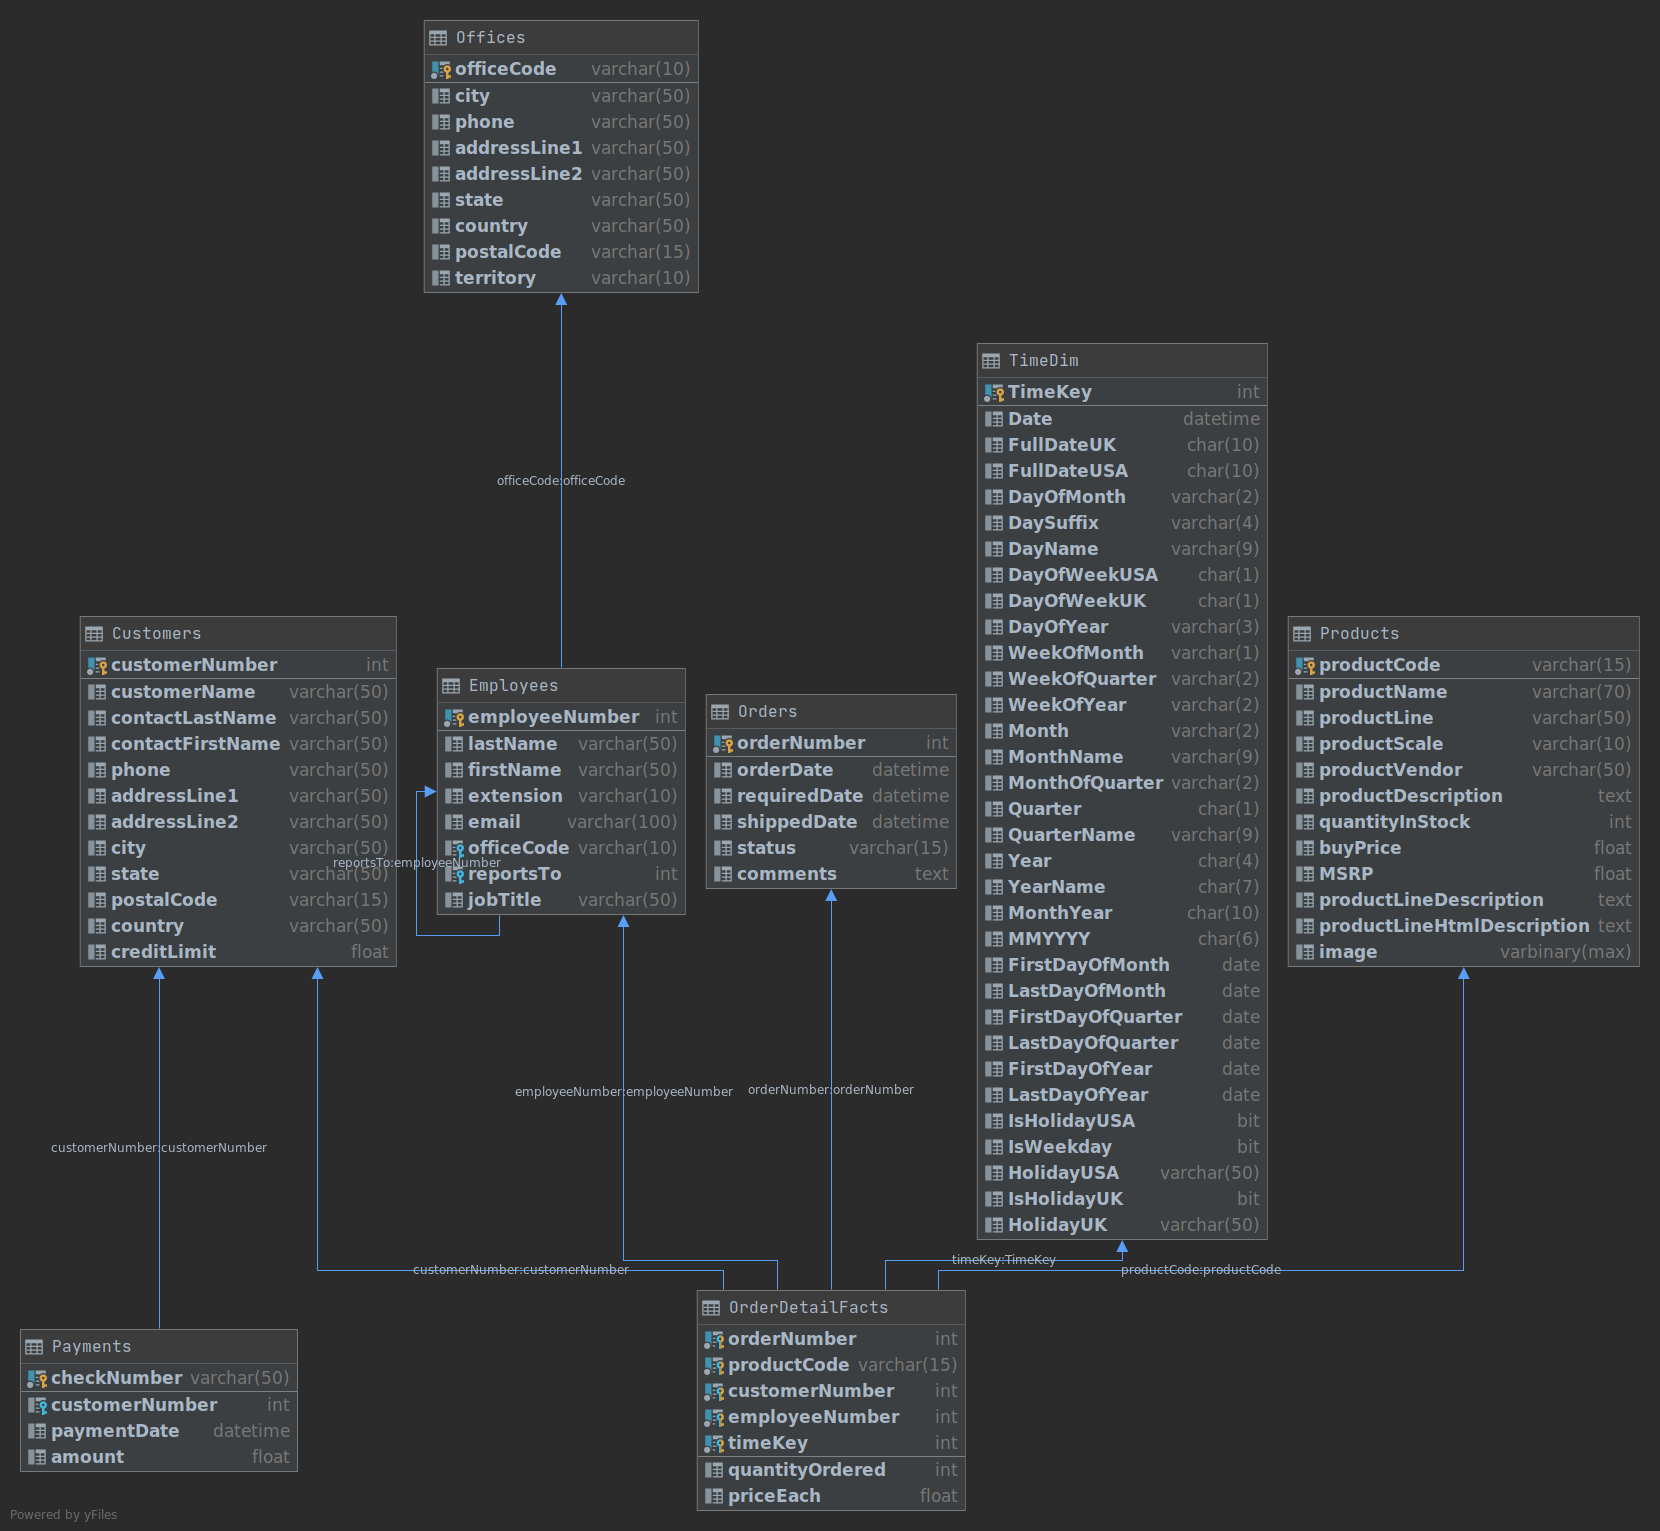 Offices
officeCode varchar(10)
city varchar(50)
phone varchar(50)
addressLine1 varchar(50)
addressLine2 varchar(50)
state varchar(50)
country varchar(50)
postalCode varchar(15)
territory varchar(10)
officeCode:officeCode
TimeDim
TimeKey int
Date datetime
FullDateUK char(10)
FullDateUSA char(10)
DayOfMonth varchar(2)
DaySuffix varchar(4)
DayName varchar(9)
DayOfWeekUSA char(1)
DayOfWeekUK char(1)
DayOfYear varchar(3)
WeekOfMonth varchar(1)
WeekOfQuarter varchar(2)
WeekOfYear varchar(2)
Month varchar(2)
MonthName varchar(9)
MonthOfQuarter varchar(2)
Quarter char(1)
QuarterName varchar(9)
Year char(4)
YearName char(7)
MonthYear char(10)
MMYYYY char(6)
FirstDayOfMonth date
LastDayOfMonth date
FirstDayOfQuarter date
LastDayOfQuarter date
FirstDayOfYear date
LastDayOfYear date
IsHolidayUSA bit
IsWeekday bit
HolidayUSA varchar(50)
IsHolidayUK bit
HolidayUK varchar(50)
Customers
customerNumber int
customerName varchar(50)
contactLastName varchar(50)
contactFirstName varchar(50)
phone varchar(50)
addressLine1 varchar(50)
addressLine2 varchar(50)
city varchar(50)
state varchar(50)
postalCode varchar(15)
country varchar(50)
creditLimit float
reportsTo:employeeNumber
Employees
employeeNumber int
lastName varchar(50)
firstName varchar(50)
extension varchar(10)
email varchar(100)
officeCode varchar(10)
reportsTo int
jobTitle varchar(50)
Orders
orderNumber int
orderDate datetime
requiredDate datetime
shippedDate datetime
status varchar(15)
comments text
Products
productCode varchar(15)
productName varchar(70)
productLine varchar(50)
productScale varchar(10)
productVendor varchar(50)
productDescription text
quantityInStock int
buyPrice float
MSRP float
productLineDescription text
productLineHtmlDescription text
image varbinary(max)
employeeNumber:employeeNumber
orderNumber:orderNumber
customerNumber:customerNumber
timeKey:TimeKey
customerNumber:customerNumber
productCode:productCode
Payments
checkNumber varchar(50)
customerNumber int
paymentDate datetime
amount float
OrderDetailFacts
orderNumber int
productCode varchar(15)
customerNumber int
employeeNumber int
timeKey int
quantityOrdered int
priceEach float
Powered by yFiles